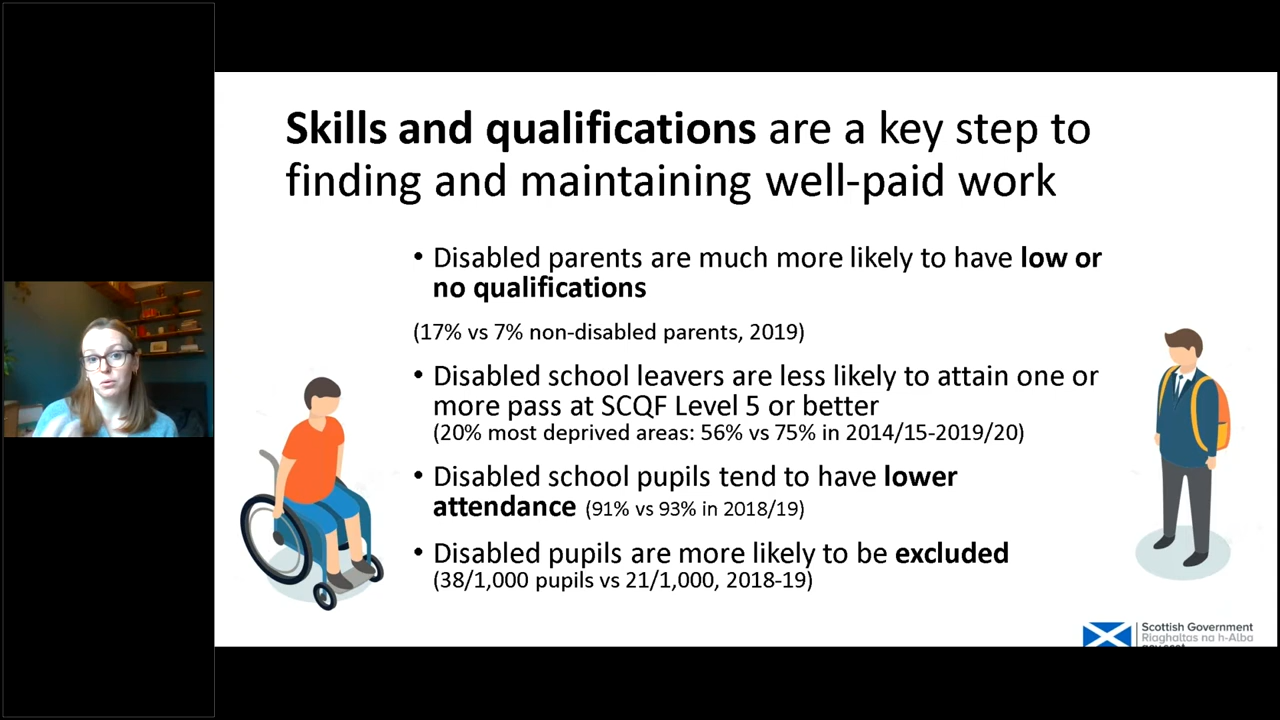 Skills and qualifications are a key step to
finding and maintaining well-paid work
• Disabled parents are much more likely to have low or
no qualifications
(17% vs 7% non-disabled parents, 2019)
• Disabled school leavers are less likely to attain one or
more pass at SCQF Level 5 or better
(20% most deprived areas: 56% vs 75% in 2014/15-2019/20)
• Disabled school pupils tend to have lower
attendance (91% vs 93% in 2018/19)
• Disabled pupils are more likely to be excluded
(38/1,000 pupils vs 21/1,000, 2018-19)
Scottish Government
Riaghaltas na h-Alba